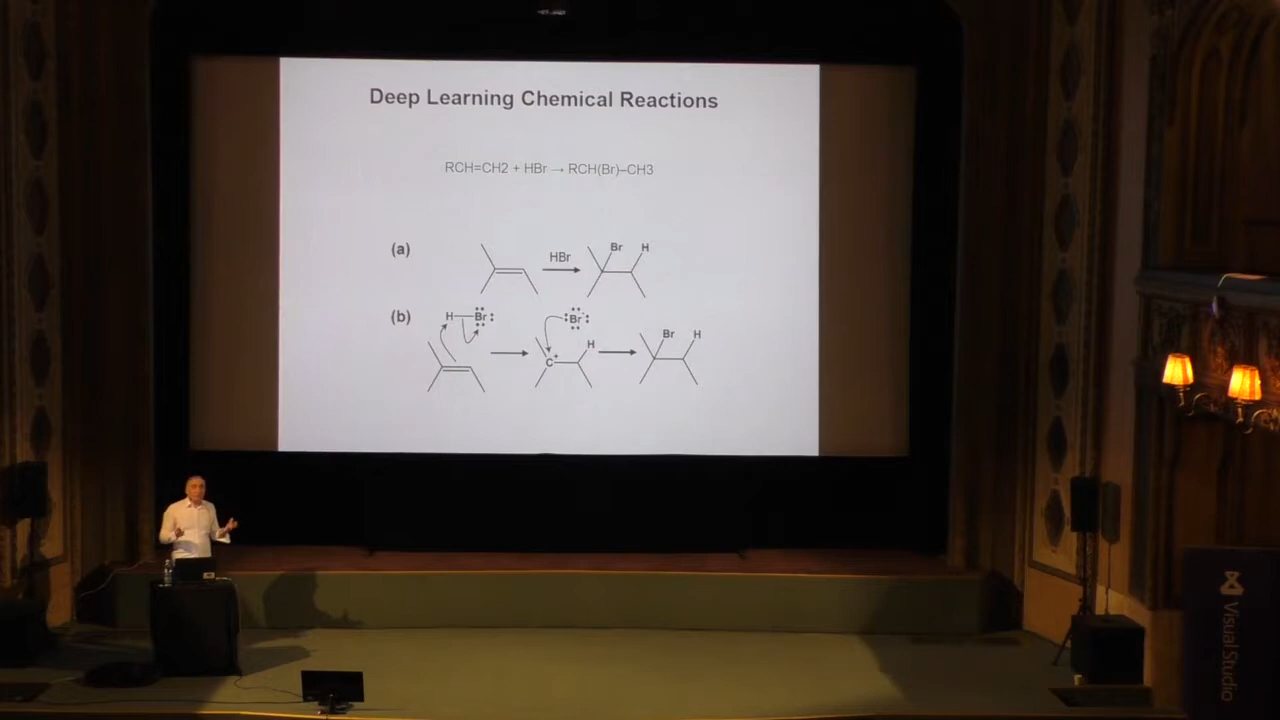 Deep Learning Chemical Reactions
RCH=CH2 + HBr → RCH(Br)–CH3
(a)
HBr
Br H
(b)
H Br
Br
C+ H
Br H
Visual Studio